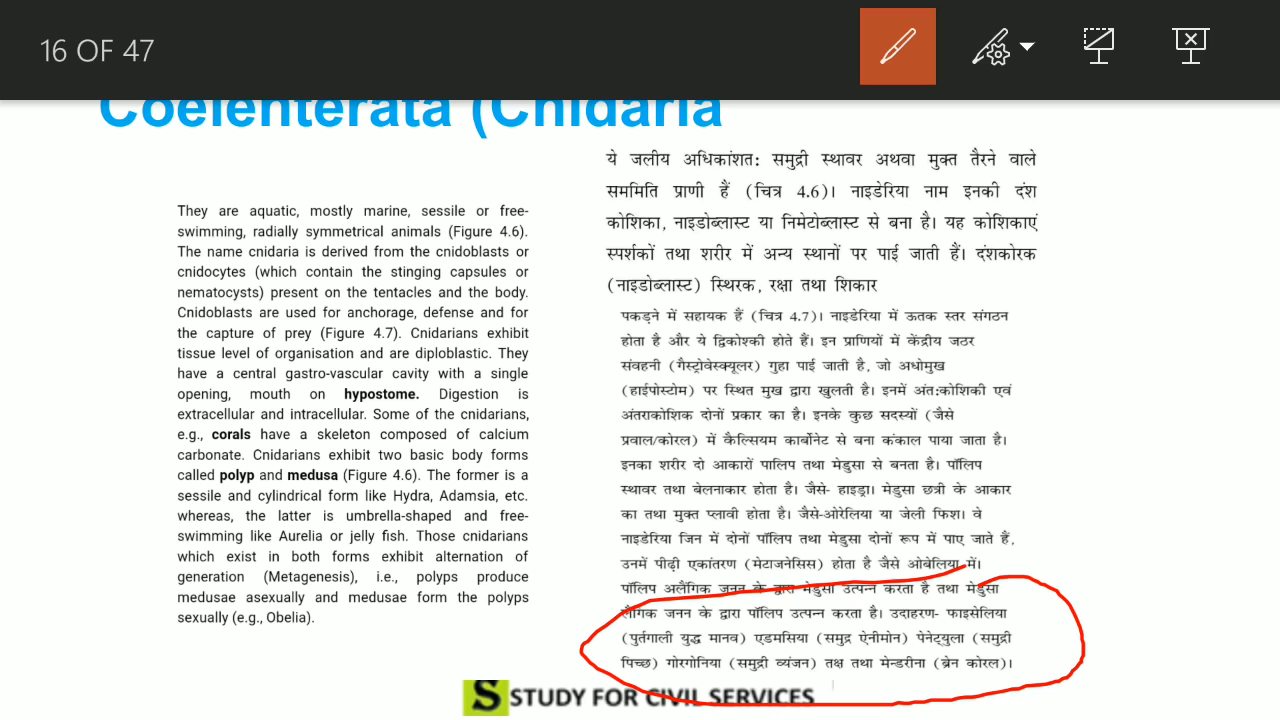 16 OF 47
Coelenterata (Cnidaria
They are aquatic, mostly marine, sessile or free-
swimming, radially symmetrical animals (Figure 4.6).
The name cnidaria is derived from the cnidoblasts or
cnidocytes (which contain the stinging capsules or
nematocysts) present on the tentacles and the body.
Cnidoblasts are used for anchorage, defense and for
the capture of prey (Figure 4.7). Cnidarians exhibit
tissue level of organisation and are diploblastic. They
have a central gastro-vascular cavity with a single
opening, mouth on hypostome. Digestion is
extracellular and intracellular. Some of the cnidarians,
e.g., corals have a skeleton composed of calcium
carbonate. Cnidarians exhibit two basic body forms
called polyp and medusa (Figure 4.6). The former is a
sessile and cylindrical form like Hydra, Adamsia, etc.
whereas, the latter is umbrella-shaped and free-
swimming like Aurelia or jelly fish. Those cnidarians
which exist in both forms exhibit alternation of
generation (Metagenesis), i.e., polyps produce
medusae asexually and medusae form the polyps
sexually (e.g., Obelia).
ये जलीय अधिकांशत: समुद्री स्थावर अथवा मुक्त तैरने वाले
सममिति प्राणी हैं (चित्र 4.6)। नाइडेरिया नाम इनकी दंश
कोशिका, नाइडोब्लास्ट या निमेटोब्लास्ट से बना है। यह कोशिकाएं
स्पर्शकों तथा शरीर में अन्य स्थानों पर पाई जाती हैं। दंशकोरक
(नाइडोब्लास्ट) स्थिरक, रक्षा तथा शिकार
पकड़ने में सहायक हैं (चित्र 4.7)। नाइडेरिया में ऊतक स्तर संगठन
होता है और ये द्विकोश्की होते हैं। इन प्राणियों में केंद्रीय जठर
संवहनी (गैस्ट्रोवेस्क्यूलर) गुहा पाई जाती है, जो अधोमुख
(हाईपोस्टोम) पर स्थित मुख द्वारा खुलती है। इनमें अंत:कोशिकी एवं
अंतराकोशिक दोनों प्रकार का है। इनके कुछ सदस्यों (जैसे
प्रवाल/कोरल) में कैल्सियम कार्बोनेट से बना कंकाल पाया जाता है।
इनका शरीर दो आकारों पालिप तथा मेडुसा से बनता है। पॉलिप
स्थावर तथा बेलनाकार होता है। जैसे- हाइड्रा। मेडुसा छत्री के आकार
का तथा मुक्त प्लावी होता है। जैसे-ओरेलिया या जेली फिश। वे
नाइडेरिया जिन में दोनों पॉलिप तथा मेडुसा दोनों रूप में पाए जाते हैं,
उनमें पीढ़ी एकांतरण (मेटाजनेसिस) होता है जैसे ओबेलिया में।
पॉलिप अलैंगिक जनन के द्वारा मेडुसा उत्पन्न करता है तथा मेडुसा
लैंगिक जनन के द्वारा पॉलिप उत्पन्न करता है। उदाहरण- फाइसेलिया
(पुर्तगाली युद्ध मानव) एडमसिया (समुद्र ऐनीमोन) पेनेट्युला (समुद्री
पिच्छ) गोरगोनिया (समुद्री व्यंजन) तक्ष तथा मेन्डरीना (ब्रेन कोरल)।
S STUDY FOR CIVIL SERVICES